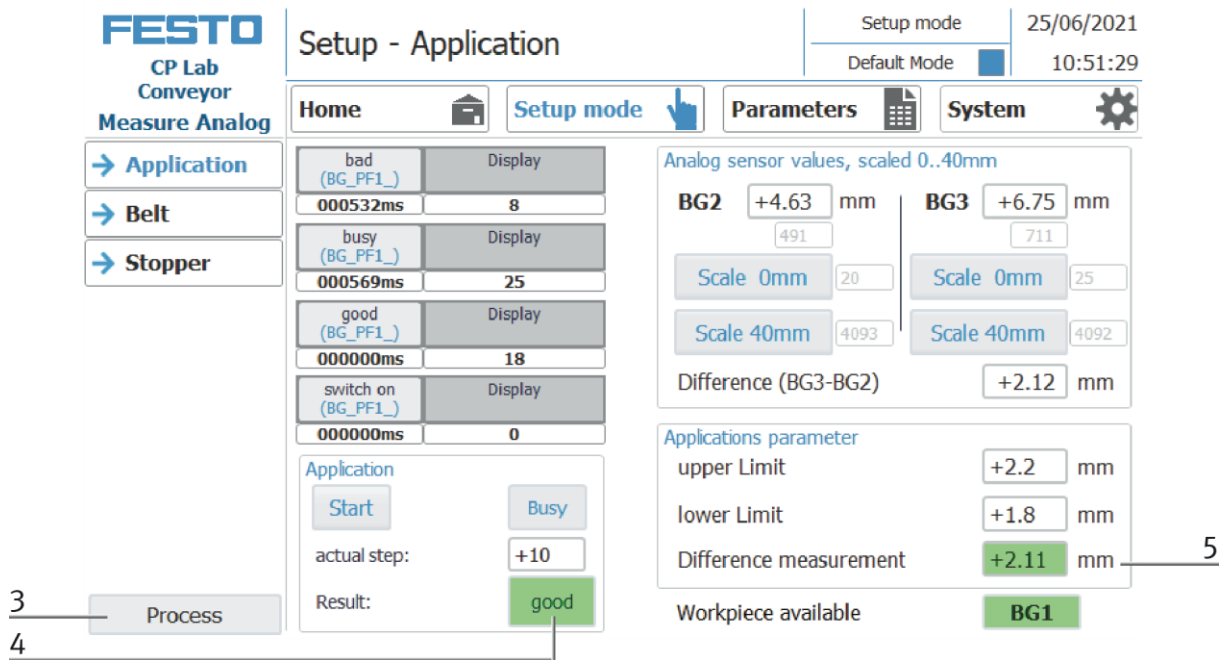 FESTO
CP Lab
Conveyor
Measure Analog
Setup - Application
Setup mode
25/06/2021
Default Mode
10:51:29
Home
Setup mode
Parameters
System
Application
Belt
Stopper
Process
bad
(BG_PF1_)
Display
000532ms
8
busy
(BG_PF1_)
Display
000569ms
25
good
(BG_PF1_)
Display
000000ms
18
switch on
(BG_PF1_)
Display
000000ms
0
Application
Start
Busy
actual step:
+10
Result:
good
Analog sensor values, scaled 0..40mm
BG2 +4.63 mm
BG3 +6.75 mm
491
711
Scale 0mm 20
Scale 0mm 25
Scale 40mm 4093
Scale 40mm 4092
Difference (BG3-BG2) +2.12 mm
Applications parameter
upper Limit +2.2 mm
lower Limit +1.8 mm
Difference measurement +2.11 mm
Workpiece available BG1
3
4
5